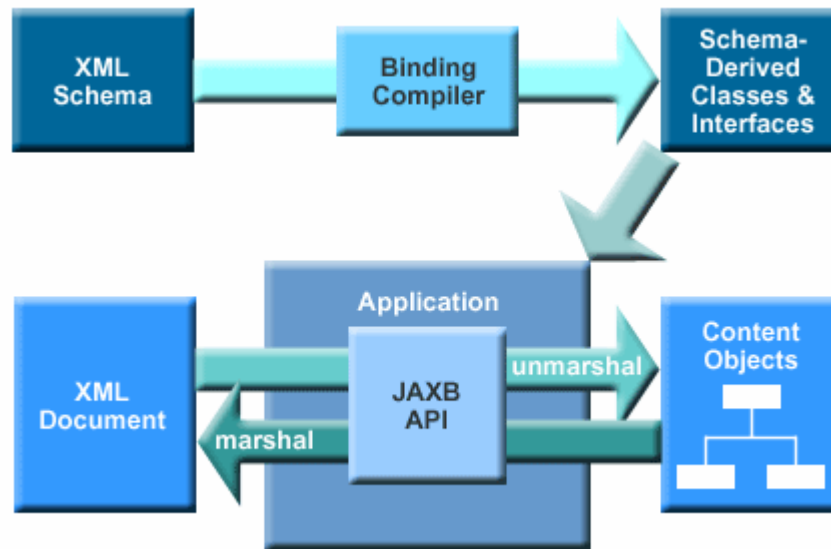 XML
Schema
Binding
Compiler
Schema-
Derived
Classes &
Interfaces
Application
XML
Document
JAXB
API
unmarshal
marshal
Content
Objects